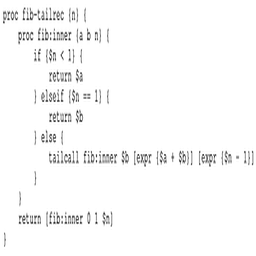 proc fib-tailrec {n} {
    proc fib:inner {a b n} {
        if {$n < 1} {
            return $a
        } elseif {$n == 1} {
            return $b
        } else {
            tailcall fib:inner $b [expr {$a + $b}] [expr {$n - 1}]
        }
    }
    return [fib:inner 0 1 $n]
}